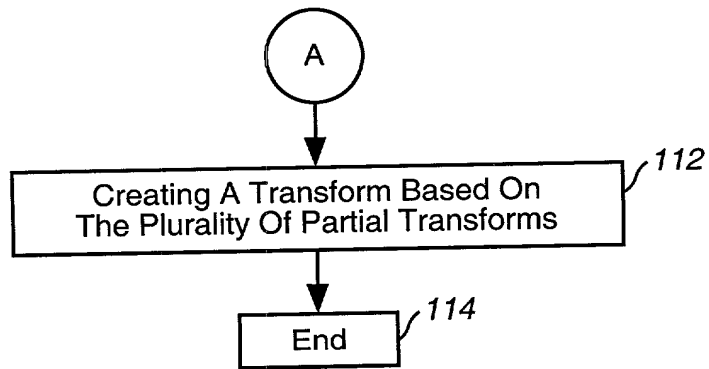 A
112
Creating A Transform Based On
The Plurality Of Partial Transforms
114
End